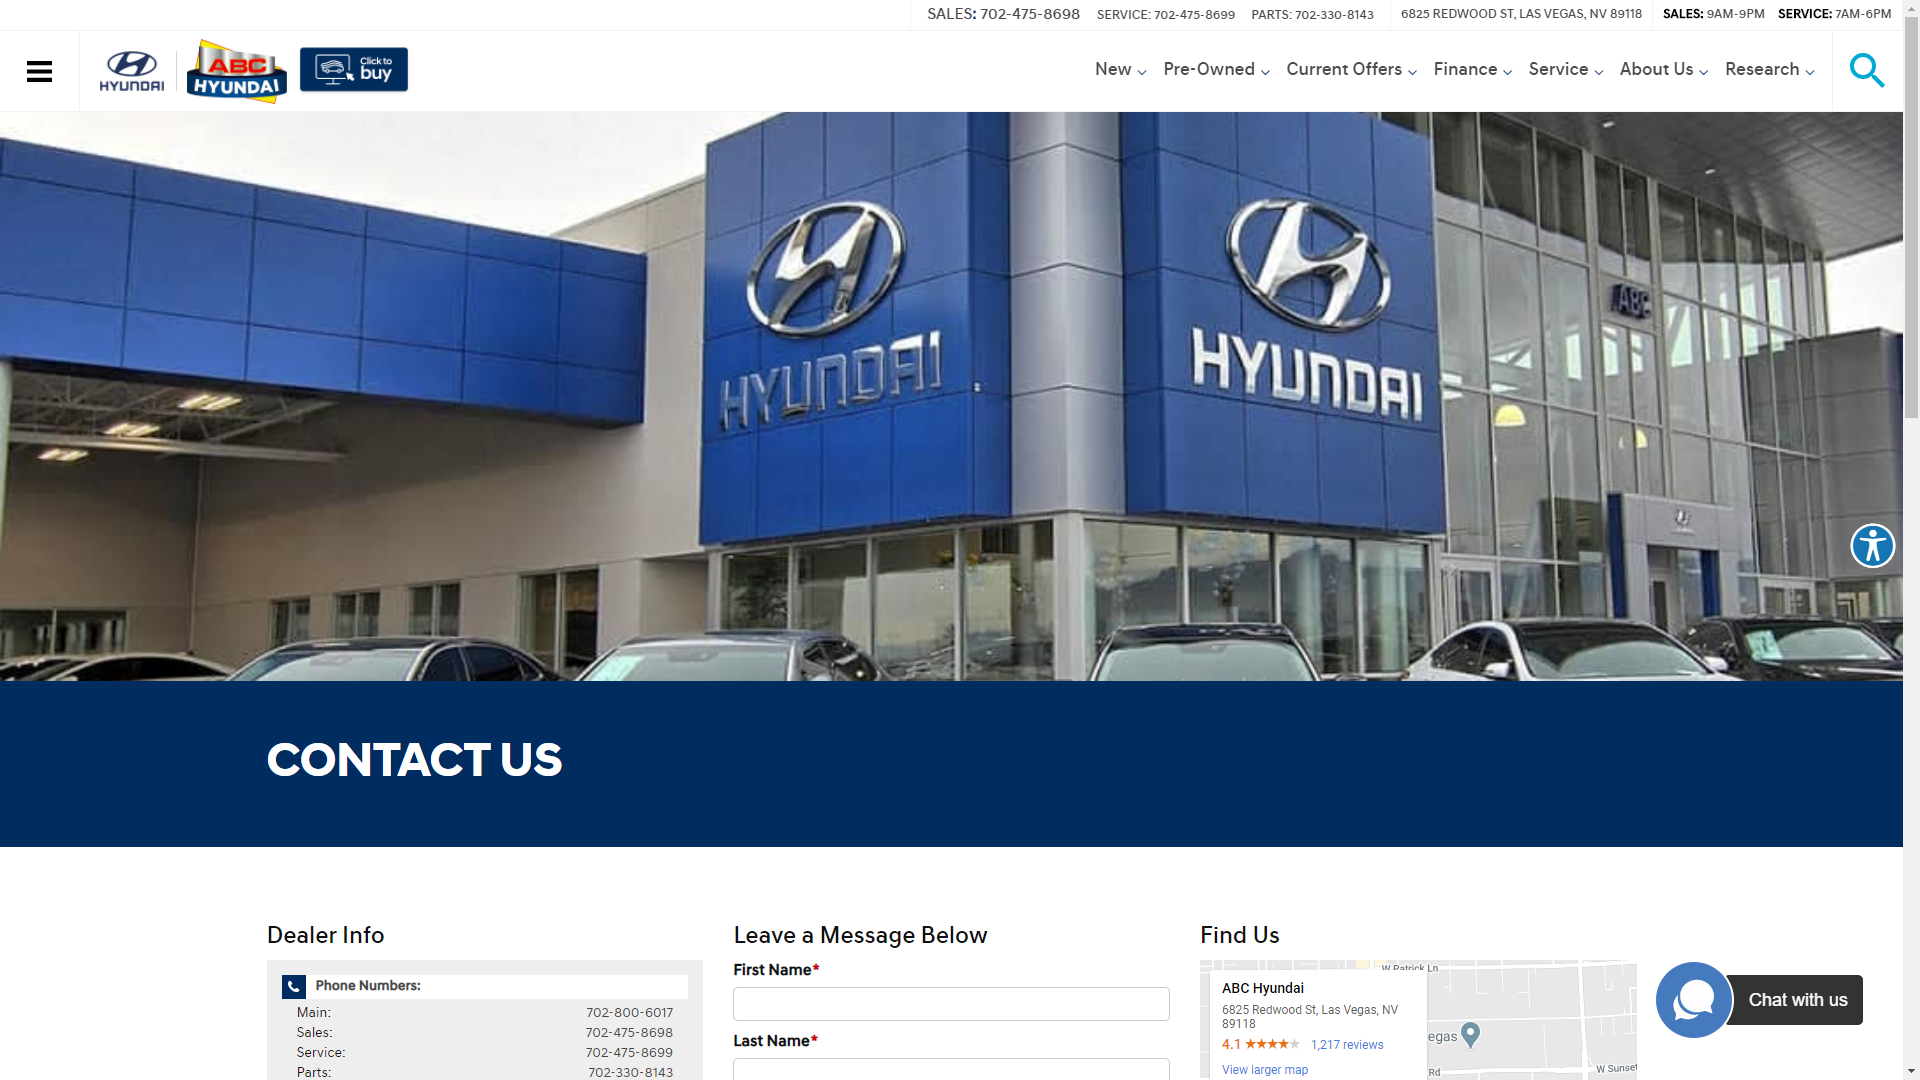 SALES: 702-475-8698 SERVICE: 702-475-8699 PARTS: 702-330-8143 6825 REDWOOD ST, LAS VEGAS, NV 89118 SALES: 9AM-9PM SERVICE: 7AM-6PM
HYUNDAI
ABC
HYUNDAI
Click to
buy
New Pre-Owned Current Offers Finance Service About Us Research
ABC
HYUNDAI
HYUNDAI
CONTACT US
Dealer Info
Phone Numbers:
Main: 702-800-6017
Sales: 702-475-8698
Service: 702-475-8699
Parts: 702-330-8143
Leave a Message Below
First Name*
Last Name*
Find Us
W Patrick Ln
ABC Hyundai
6825 Redwood St, Las Vegas, NV
89118
4.1 1,217 reviews
View larger map
egas
Rd
W Sunset
Chat with us